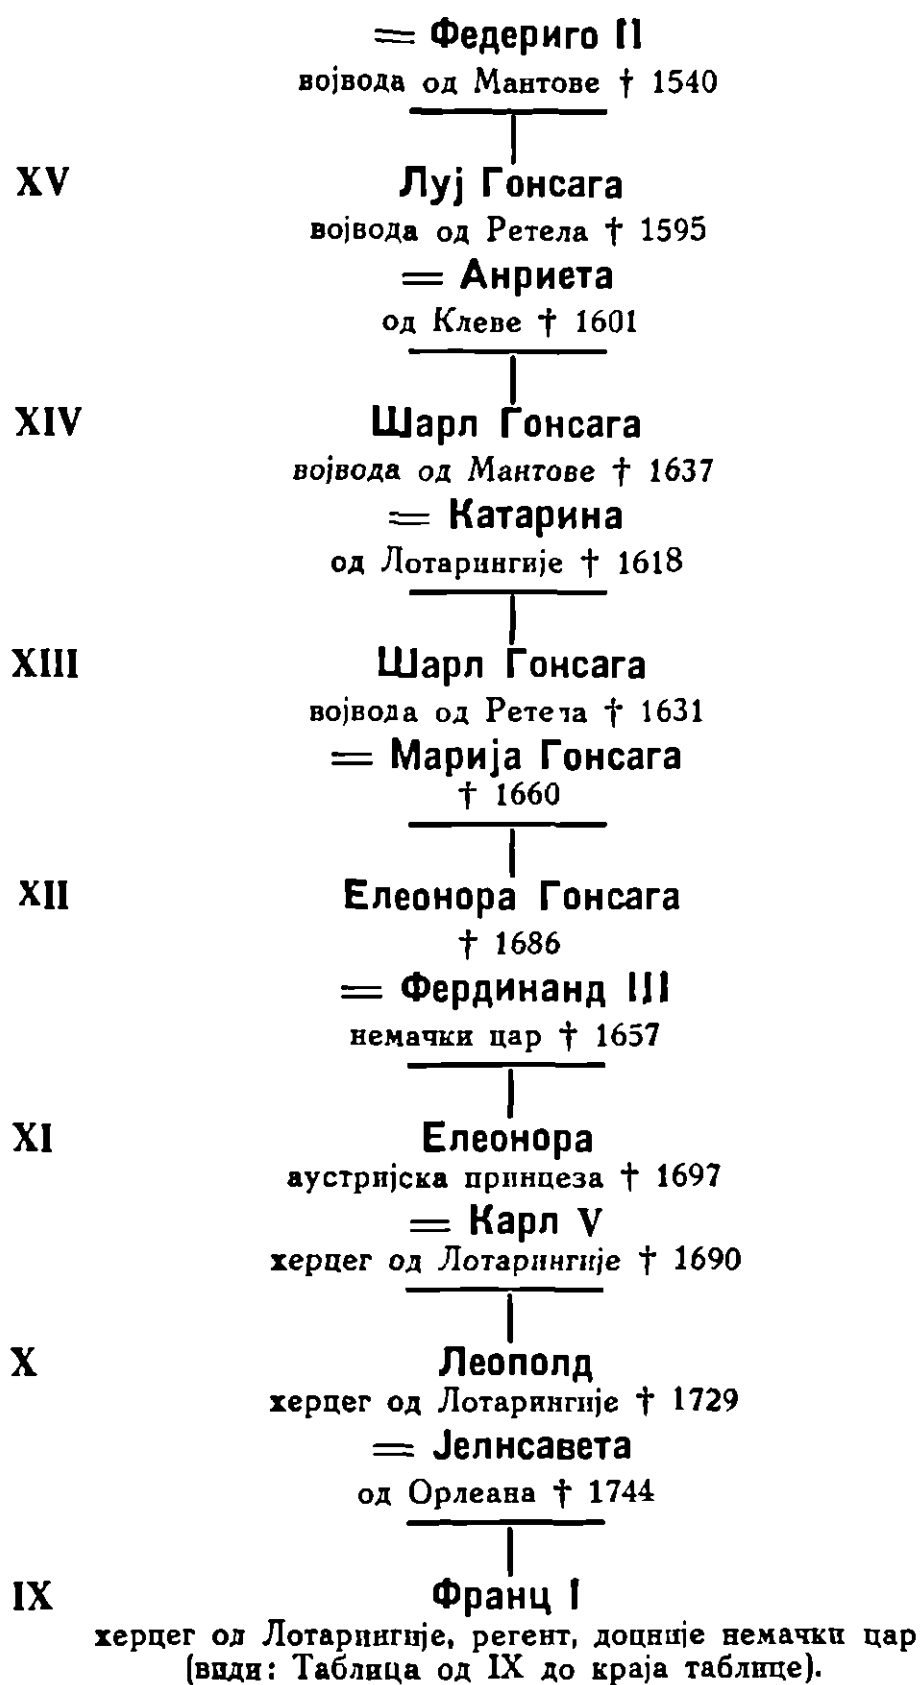 = Федериго II
војвода од Мантове † 1540
XV
Луј Гонсага
војвода од Ретела † 1595
= Анриета
од Клеве † 1601
XIV
Шарл Гонсага
војвода од Мантове † 1637
= Катарина
од Лотарингије † 1618
XIII
Шарл Гонсага
војвода од Ретела † 1631
= Марија Гонсага
† 1660
XII
Елеонора Гонсага
† 1686
= Фердинанд III
немачки цар † 1657
XI
Елеонора
аустријска принцеза † 1697
= Карл V
херцег од Лотарингије † 1690
X
Леополд
херцег од Лотарингије † 1729
= Јелисавета
од Орлеана † 1744
IX
Франц I
херцег од Лотарингије, регент, доцније немачки цар
(види: Таблица од IX до краја таблице).